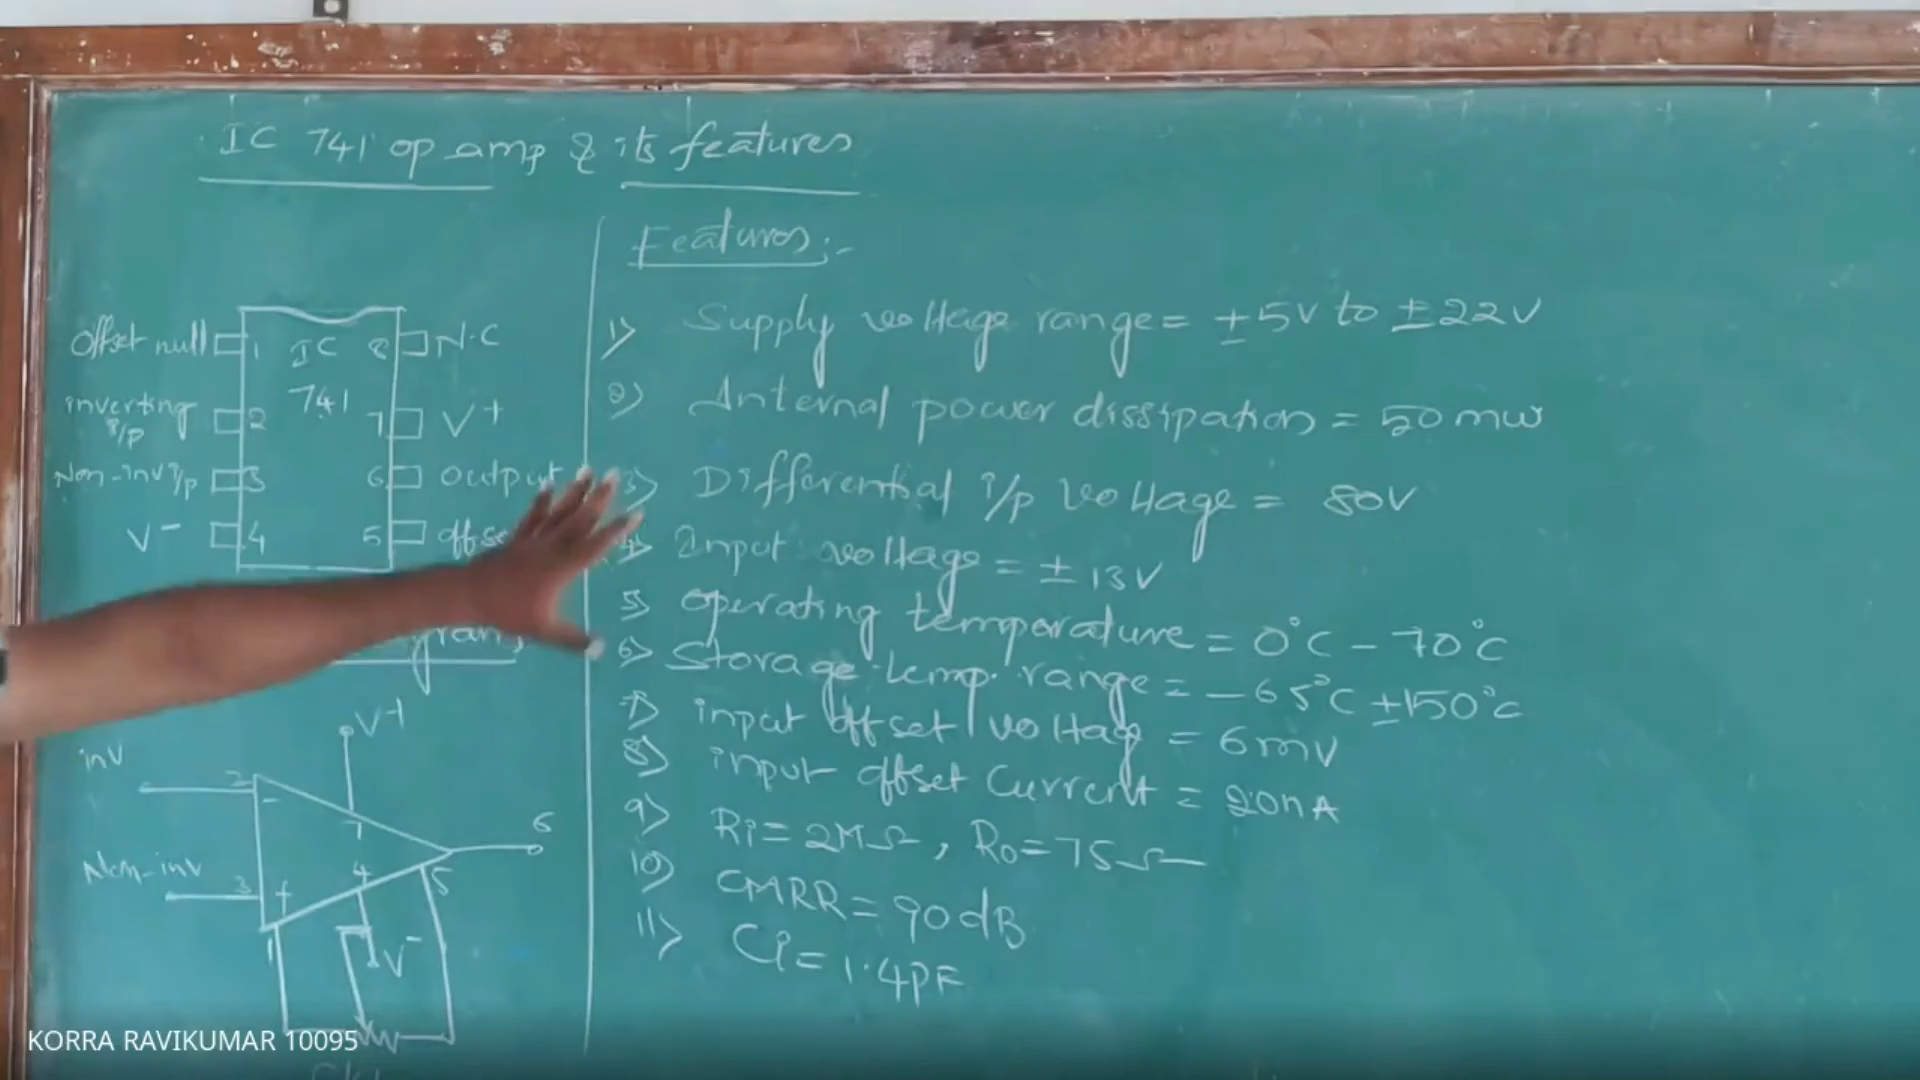 IC 741 op amp & its features
Offset null 1 IC 8 N.C
741
inverting i/p 2 7 V+
Non-inv i/p 3 6 output
V- 4 5
inv 2 - V+ 7 6
Non-inv 3 + 4 5
1 V-
Features:-
1) Supply voltage range = ±5V to ±22V
2) Internal power dissipation = 50mw
3) Differential i/p voltage = 80V
4) Input voltage = ±13V
5) operating temperature = 0°C - 70°C
6) Storage temp. range = -65°C ±150°C
7) input offset voltage = 6mV
8) input offset Current = 20nA
9) Ri = 2MΩ, Ro = 75Ω
10) CMRR = 90dB
11) Ci = 1.4PF
KORRA RAVIKUMAR 10095